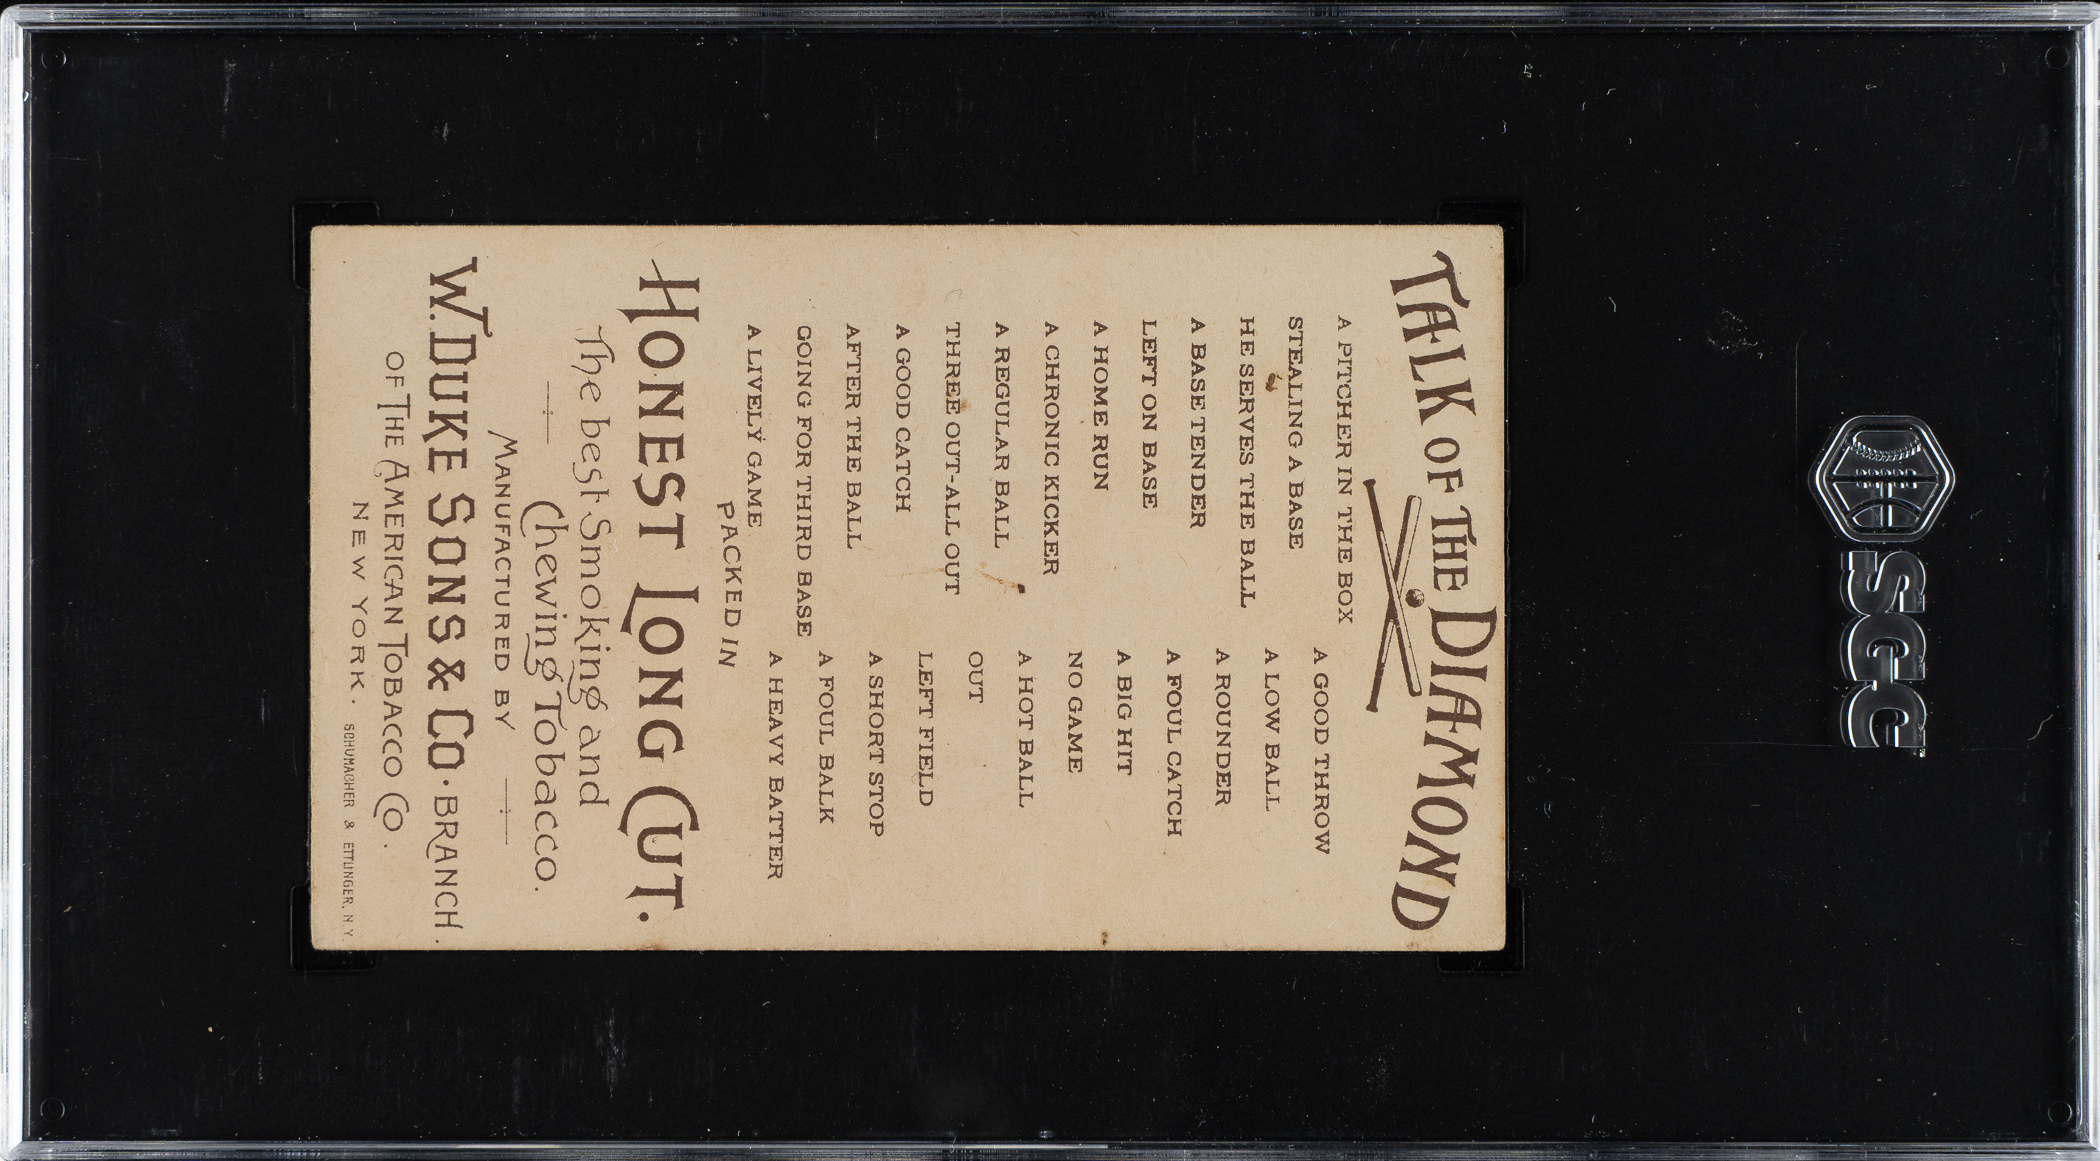 TALK OF THE DIAMOND
A PITCHER IN THE BOX
A GOOD THROW
STEALING A BASE
A LOW BALL
HE SERVES THE BALL
A ROUNDER
A BASE TENDER
A FOUL CATCH
LEFT ON BASE
A BIG HIT
A HOME RUN
NO GAME
A CHRONIC KICKER
A HOT BALL
A REGULAR BALL
OUT
THREE OUT-ALL OUT
LEFT FIELD
A GOOD CATCH
A SHORT STOP
AFTER THE BALL
A FOUL BALK
GOING FOR THIRD BASE
A HEAVY BATTER
A LIVELY GAME
PACKED IN
HONEST LONG CUT.
The best Smoking and
Chewing Tobacco.
MANUFACTURED BY
W. DUKE SONS & CO. BRANCH.
OF THE AMERICAN TOBACCO CO.
NEW YORK.
SCHUMACHER & ETTLINGER, N.Y.
SGC